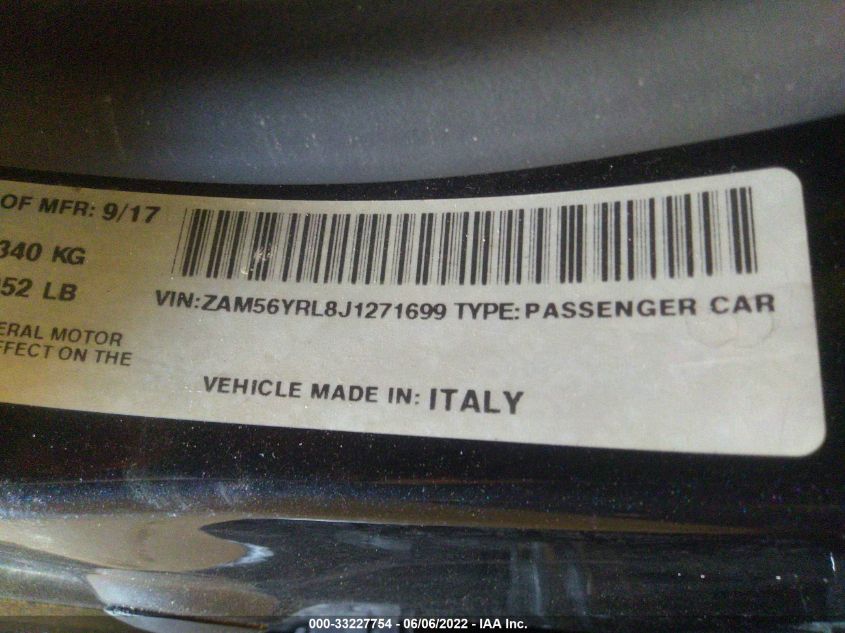 OF MFR: 9/17
340 KG
952 LB
VIN:ZAM56YRL8J1271699 TYPE: PASSENGER CAR
ERAL MOTOR
FFECT ON THE
VEHICLE MADE IN: ITALY
000-33227754 - 06/06/2022 - IAA Inc.